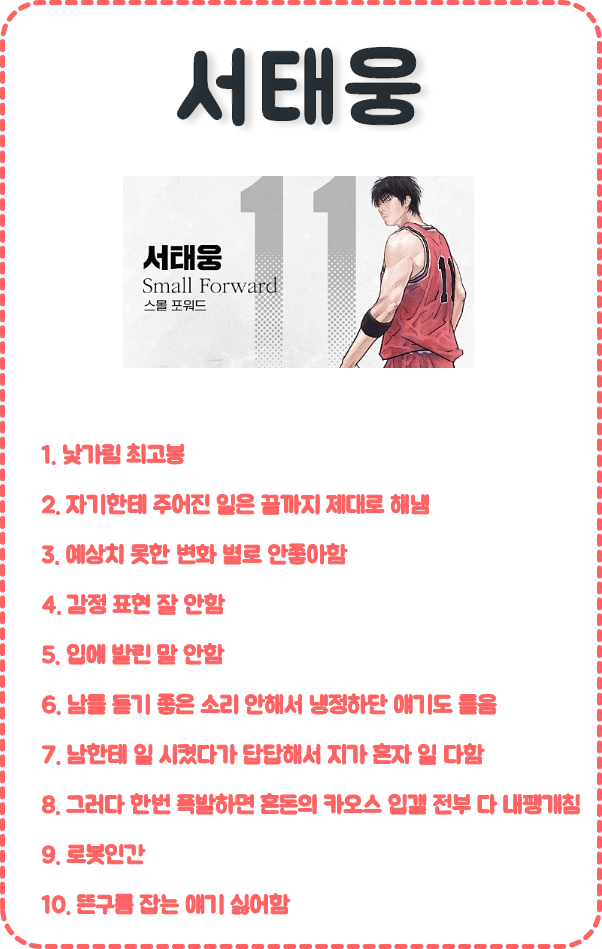 서태웅
11
서태웅
Small Forward
스몰 포워드
11
1. 낯가림 최고봉
2. 자기한테 주어진 일은 끝까지 제대로 해냄
3. 예상치 못한 변화 별로 안좋아함
4. 감정 표현 잘 안함
5. 입에 발린 말 안함
6. 남들 듣기 좋은 소리 안해서 냉정하단 얘기도 들음
7. 남한테 일 시켰다가 답답해서 지가 혼자 일 다함
8. 그러다 한번 폭발하면 혼돈의 카오스 입갤 전부 다 내팽개침
9. 로봇인간
10. 뜬구름 잡는 얘기 싫어함